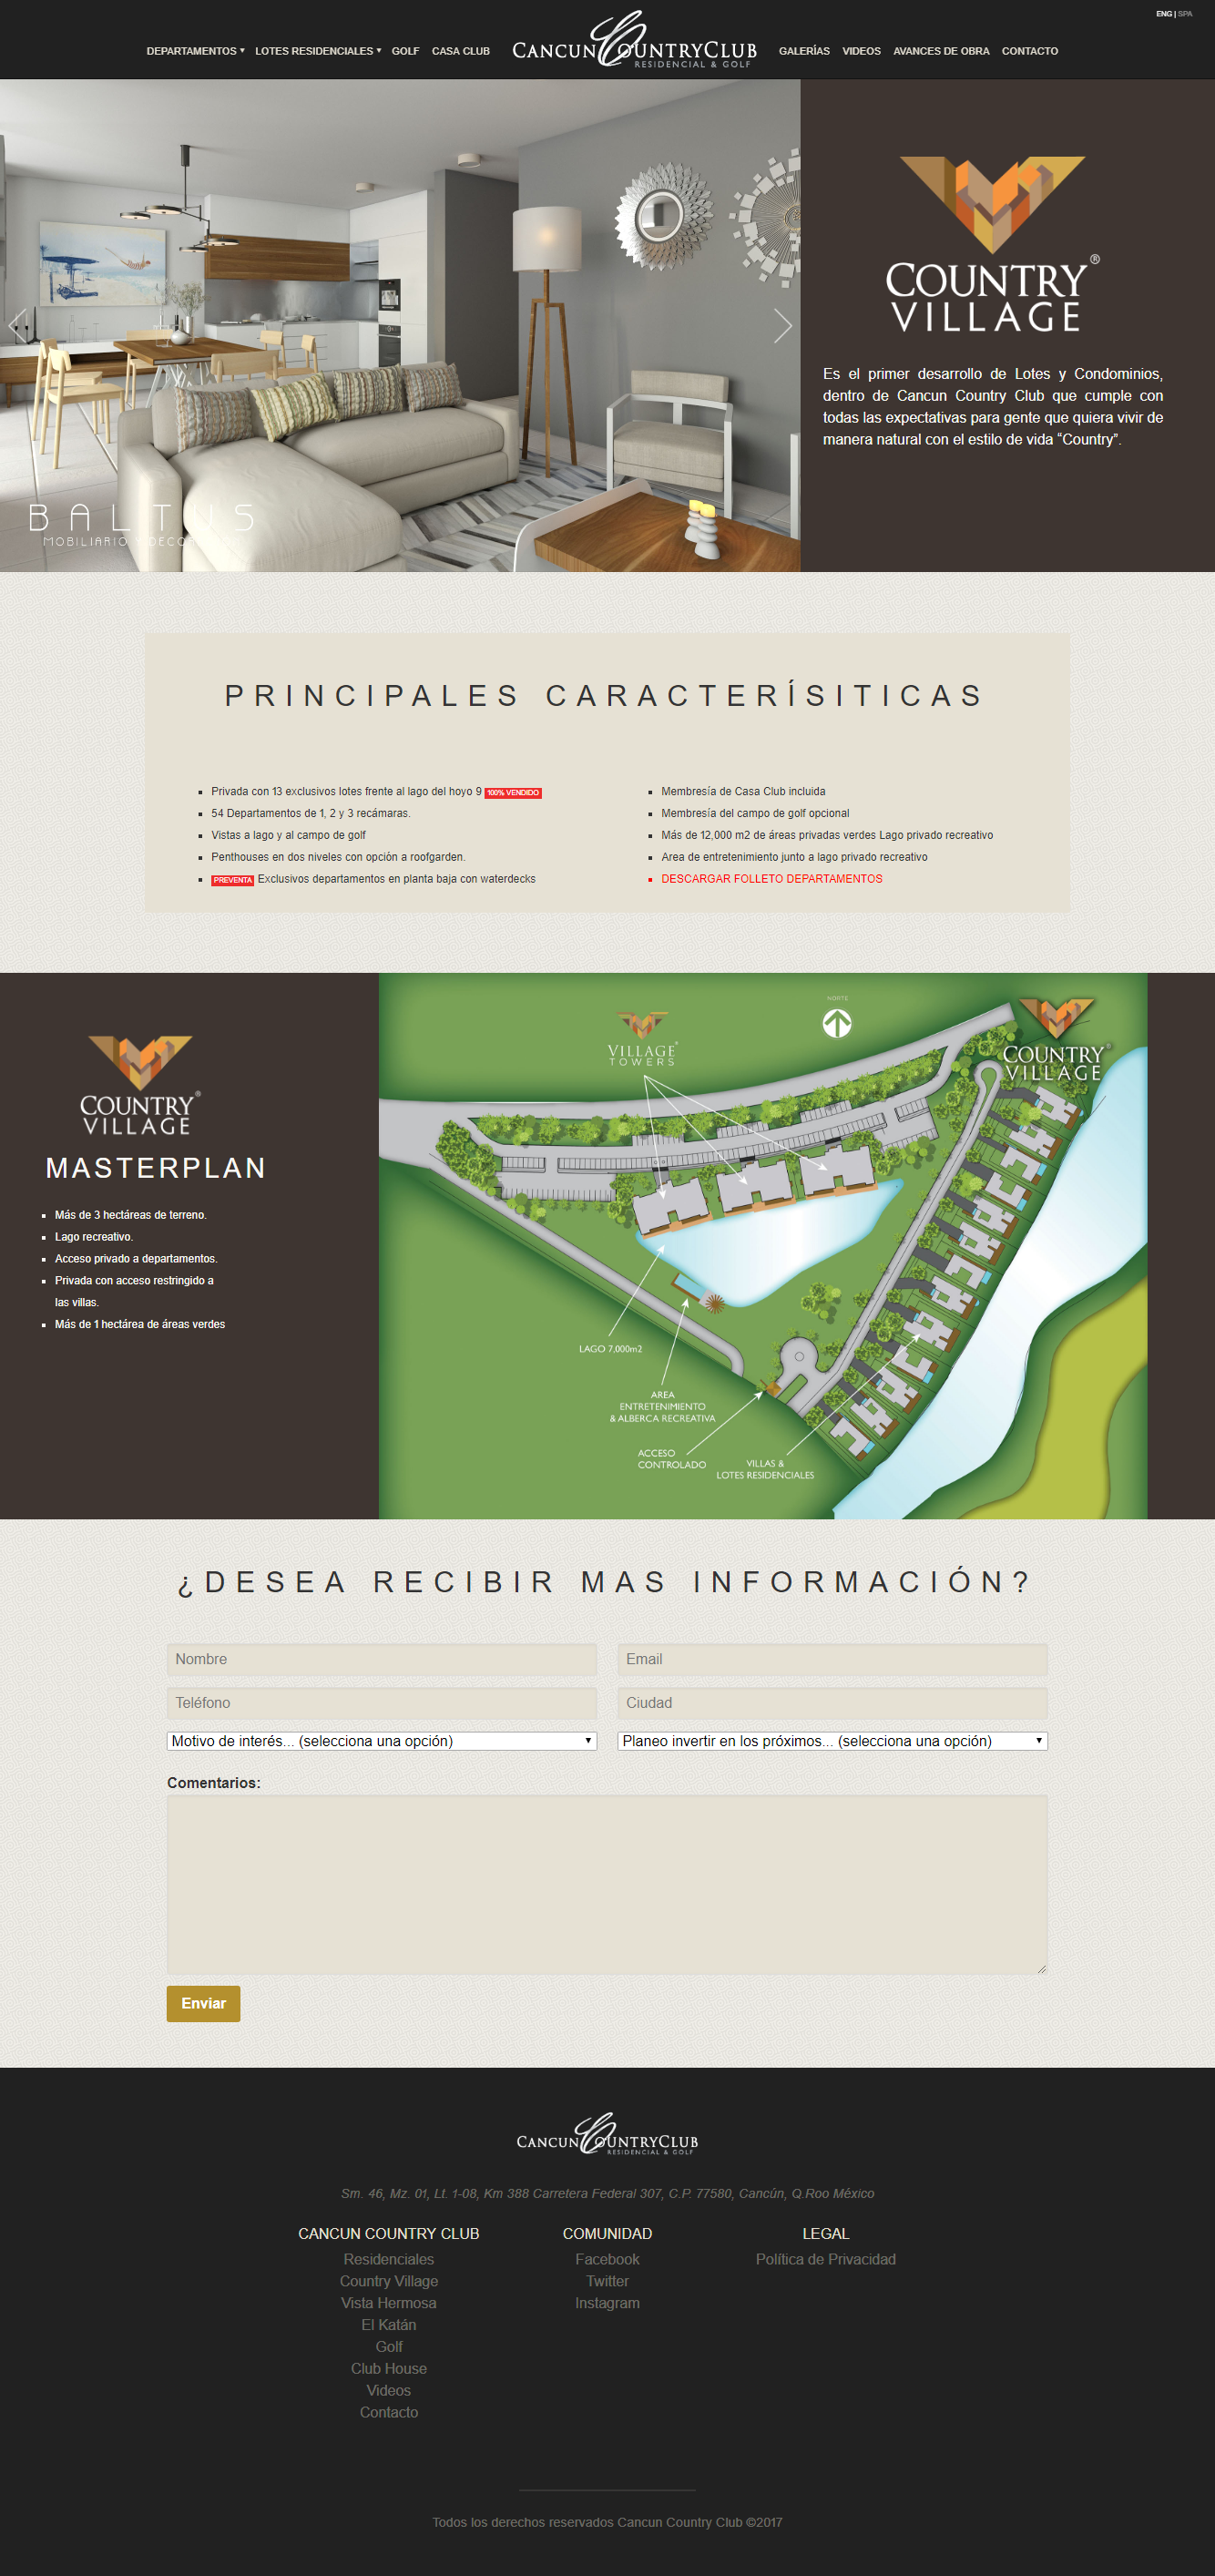 ENG | SPA
DEPARTAMENTOS ▾ LOTES RESIDENCIALES ▾ GOLF CASA CLUB
CANCUN COUNTRYCLUB
RESIDENCIAL & GOLF
GALERÍAS VIDEOS AVANCES DE OBRA CONTACTO
COUNTRY®
VILLAGE
Es el primer desarrollo de Lotes y Condominios,
dentro de Cancun Country Club que cumple con
todas las expectativas para gente que quiera vivir de
manera natural con el estilo de vida “Country”.
BALTUS
MOBILIARIO Y
PRINCIPALES CARACTERÍSITICAS
Privada con 13 exclusivos lotes frente al lago del hoyo 9 100% VENDIDO
54 Departamentos de 1, 2 y 3 recámaras.
Vistas a lago y al campo de golf
Penthouses en dos niveles con opción a roofgarden.
PREVENTA Exclusivos departamentos en planta baja con waterdecks
Membresía de Casa Club incluida
Membresía del campo de golf opcional
Más de 12,000 m2 de áreas privadas verdes Lago privado recreativo
Area de entretenimiento junto a lago privado recreativo
DESCARGAR FOLLETO DEPARTAMENTOS
COUNTRY®
VILLAGE
MASTERPLAN
Más de 3 hectáreas de terreno.
Lago recreativo.
Acceso privado a departamentos.
Privada con acceso restringido a
las villas.
Más de 1 hectárea de áreas verdes
NORTE
VILLAGE®
TOWERS
COUNTRY®
VILLAGE
LAGO 7,000m2
AREA
ENTRETENIMIENTO
& ALBERCA RECREATIVA
ACCESO
CONTROLADO
VILLAS &
LOTES RESIDENCIALES
¿DESEA RECIBIR MAS INFORMACIÓN?
Nombre
Email
Teléfono
Ciudad
Motivo de interés... (selecciona una opción)
Planeo invertir en los próximos... (selecciona una opción)
Comentarios:
Enviar
CANCUN COUNTRYCLUB
RESIDENCIAL & GOLF
Sm. 46, Mz. 01, Lt. 1-08, Km 388 Carretera Federal 307, C.P. 77580, Cancún, Q.Roo México
CANCUN COUNTRY CLUB
Residenciales
Country Village
Vista Hermosa
El Katán
Golf
Club House
Videos
Contacto
COMUNIDAD
Facebook
Twitter
Instagram
LEGAL
Política de Privacidad
Todos los derechos reservados Cancun Country Club ©2017